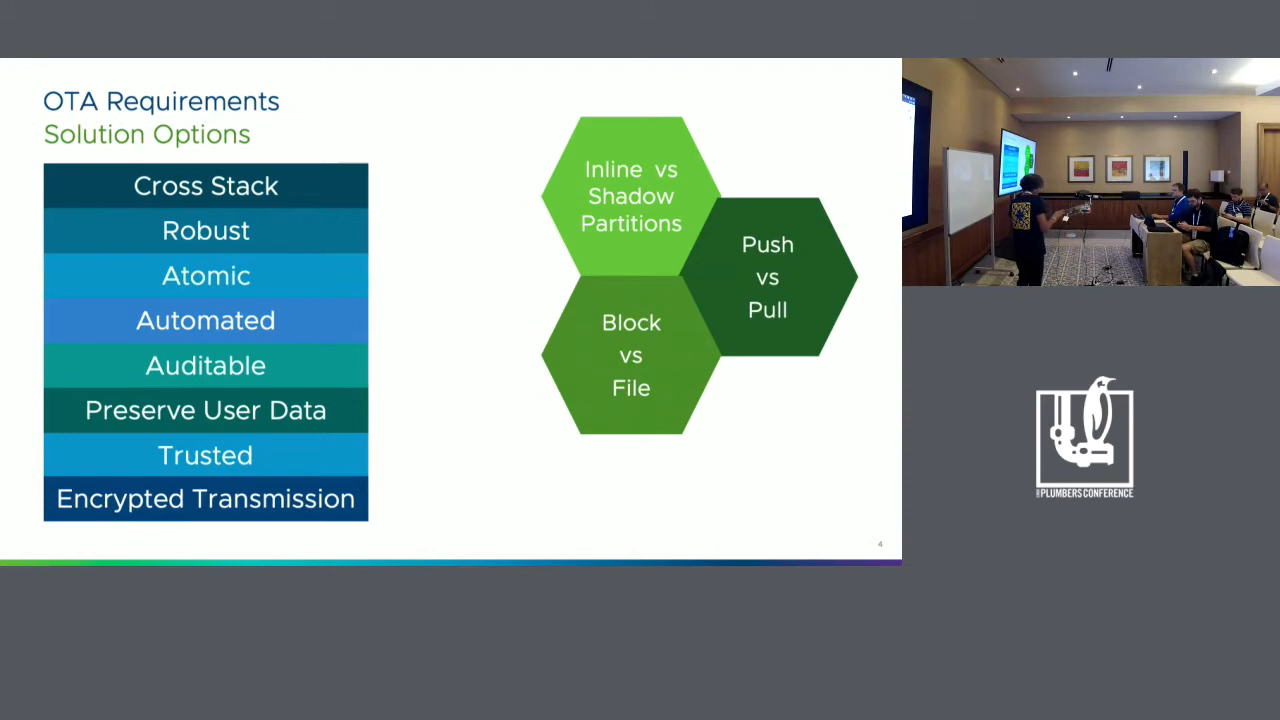 OTA Requirements
Solution Options
Cross Stack
Robust
Atomic
Automated
Auditable
Preserve User Data
Trusted
Encrypted Transmission
Inline vs
Shadow
Partitions
Push
vs
Pull
Block
vs
File
4
PLUMBERS CONFERENCE